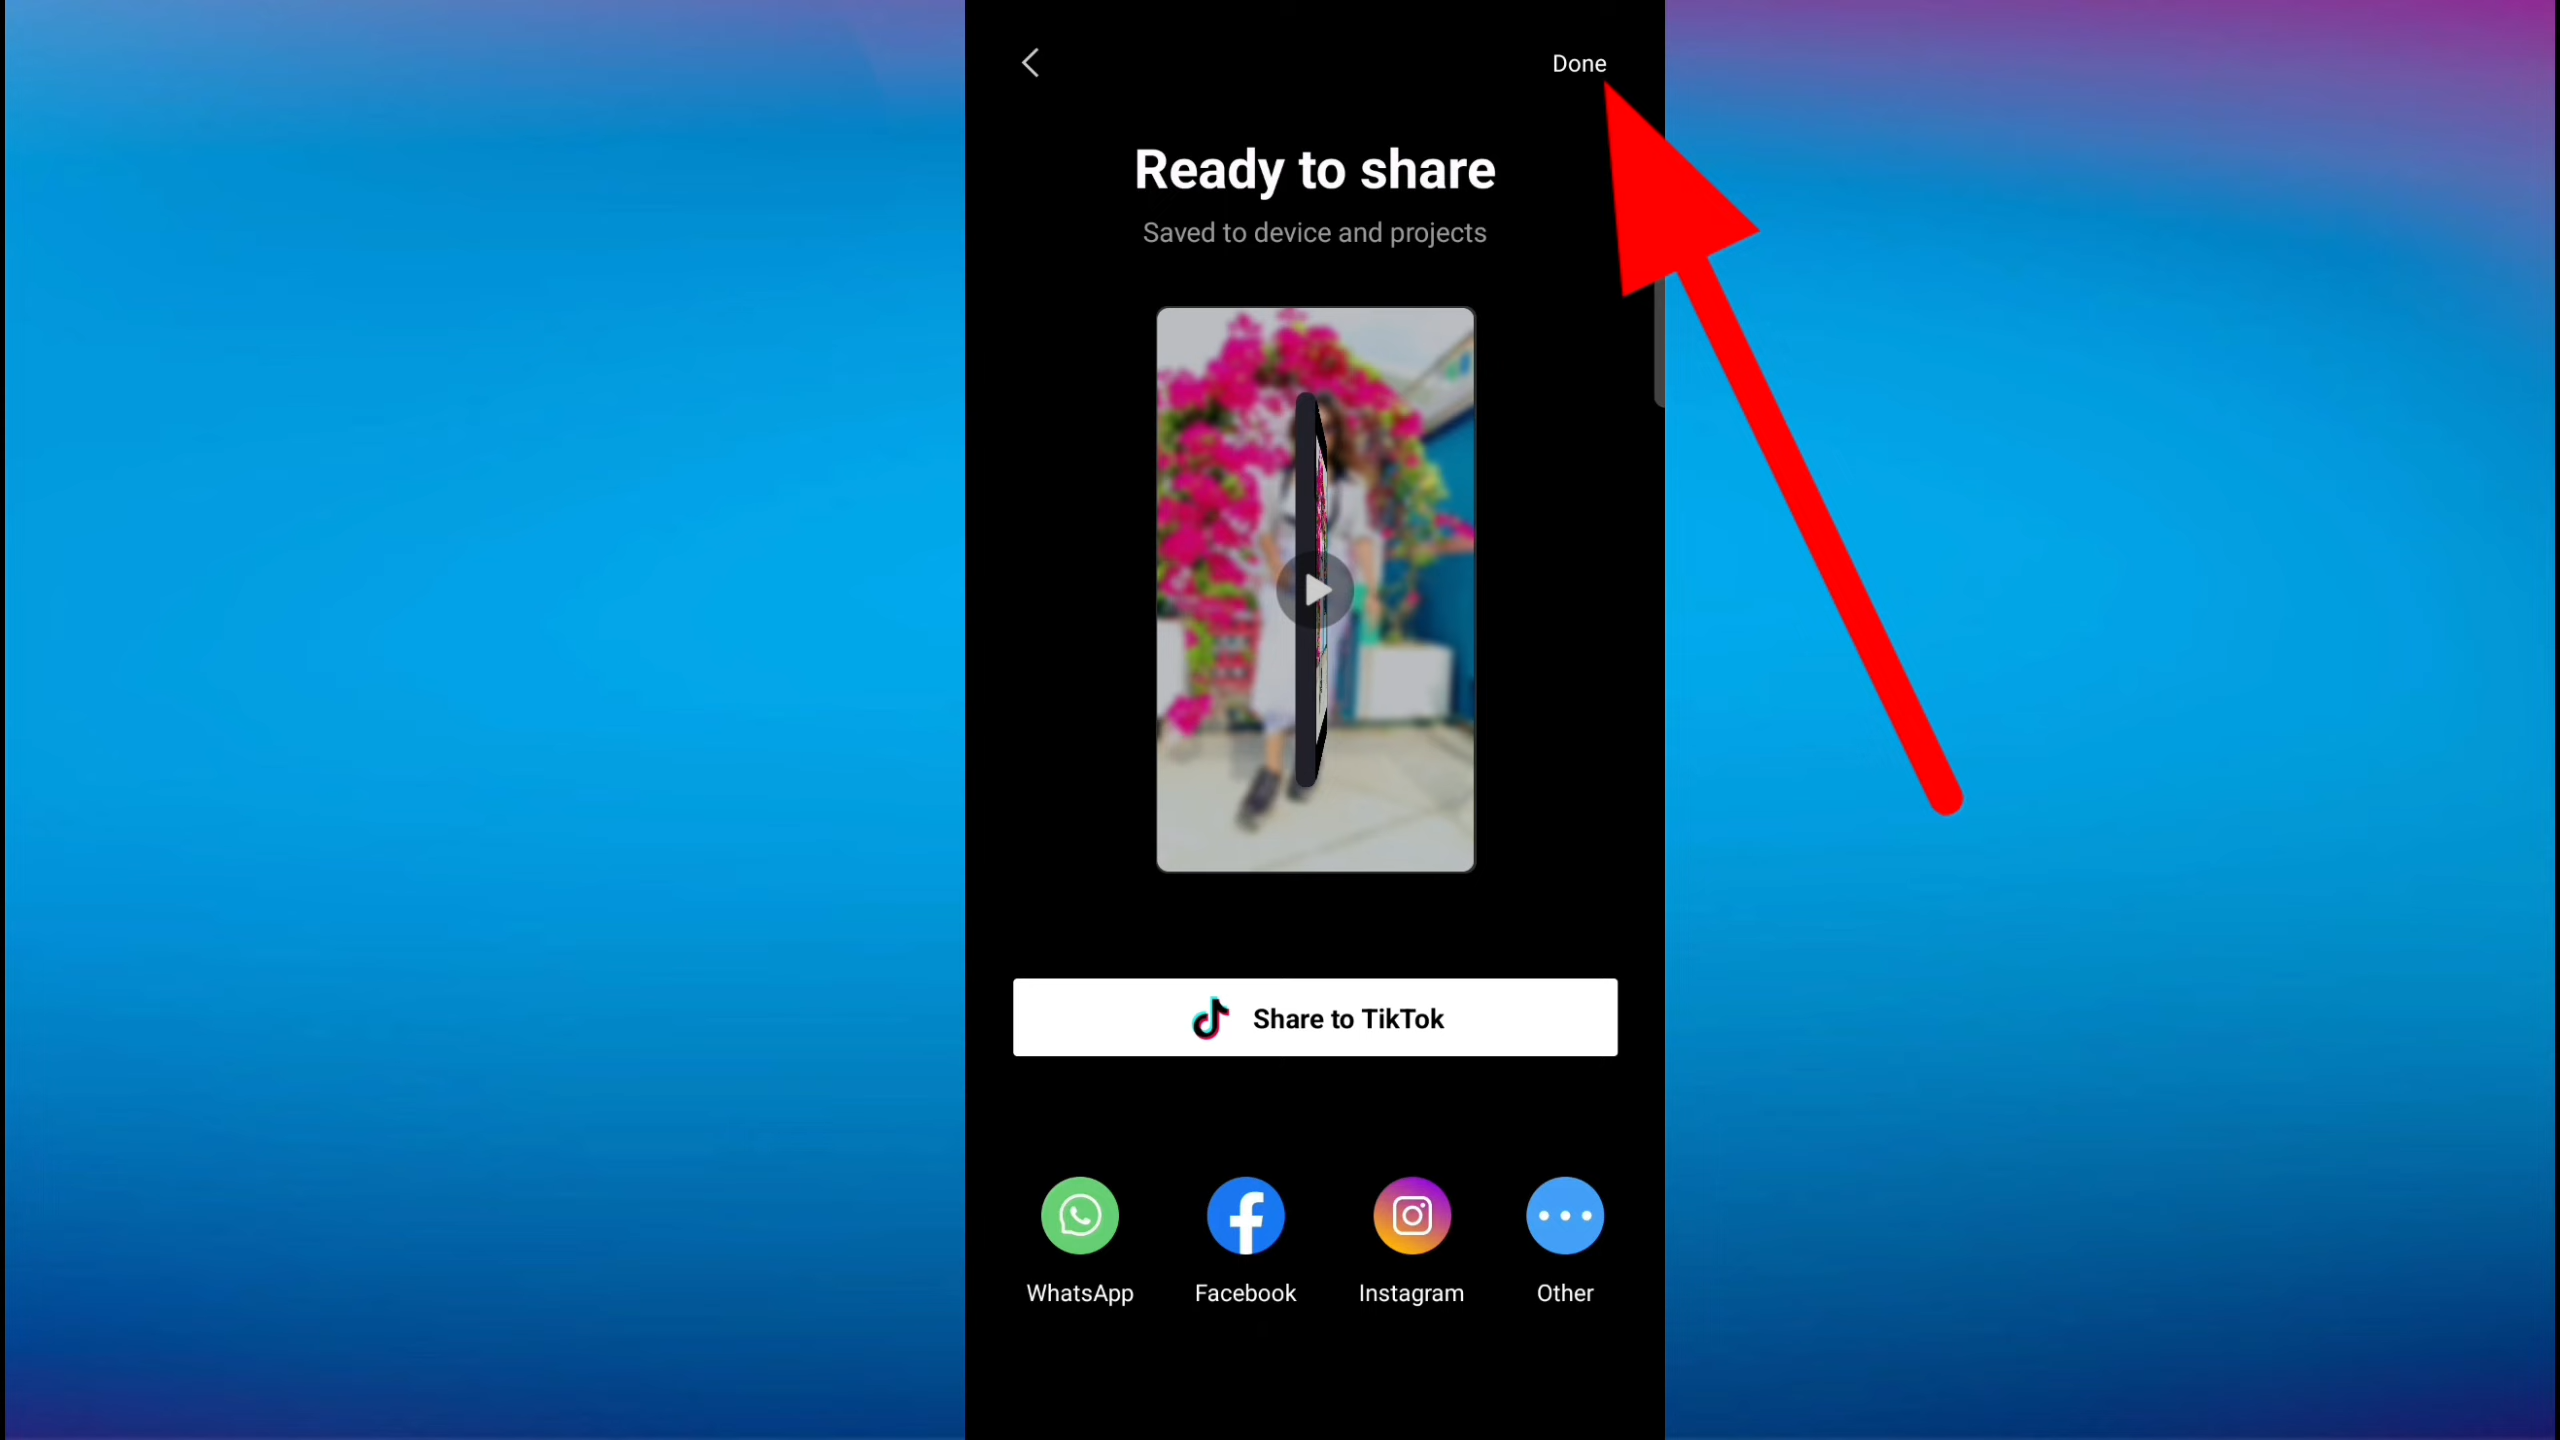 Done
Ready to share
Saved to device and projects
Share to TikTok
WhatsApp
Facebook
Instagram
Other